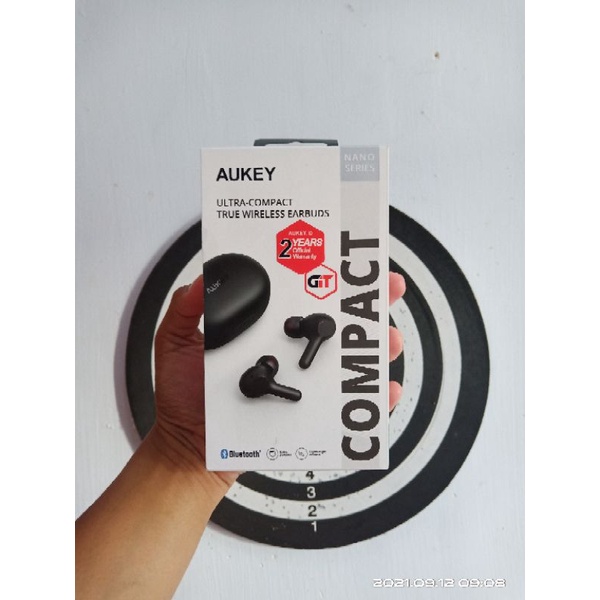 NANO
SERIES
AUKEY
ULTRA-COMPACT
TRUE WIRELESS EARBUDS
2 YEARS
Official
Warranty
GIT
COMPACT
Bluetooth
4
3
2
1
2021.09.12 09:08